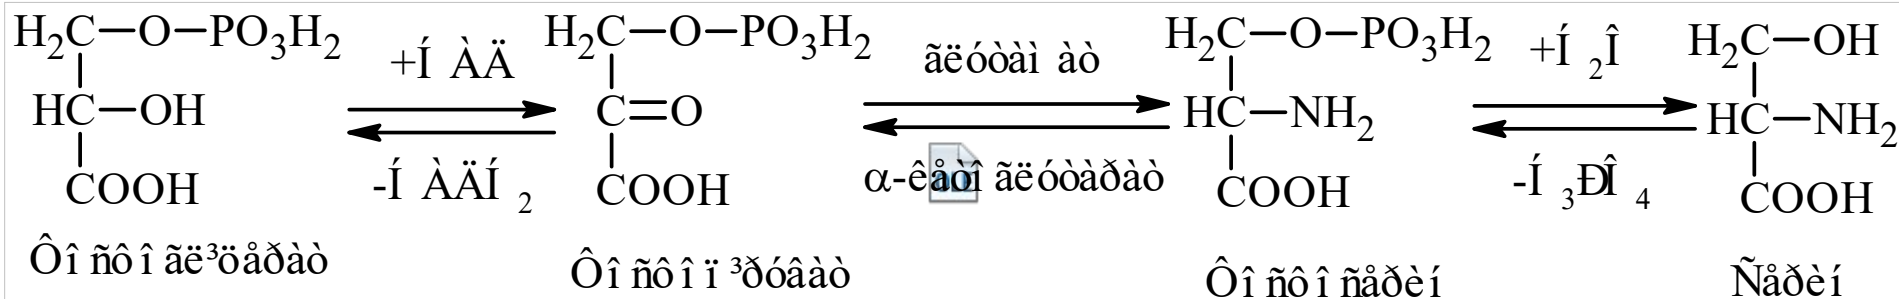 H₂C—O—PO₃H₂
HC—OH
COOH
+Í ÀÄ
-Í ÀÄÍ ₂
Ôî ñôî ãë³öåðàò
H₂C—O—PO₃H₂
C=O
COOH
ãëóòàì àò
α-êåòî ãëóòàðàò
Ôî ñôî ï ³ðóâàò
H₂C—O—PO₃H₂
HC—NH₂
COOH
+Í ₂Î
-Í ₃ÐÎ ₄
Ôî ñôî ñåðèí
H₂C—OH
HC—NH₂
COOH
Ñåðèí